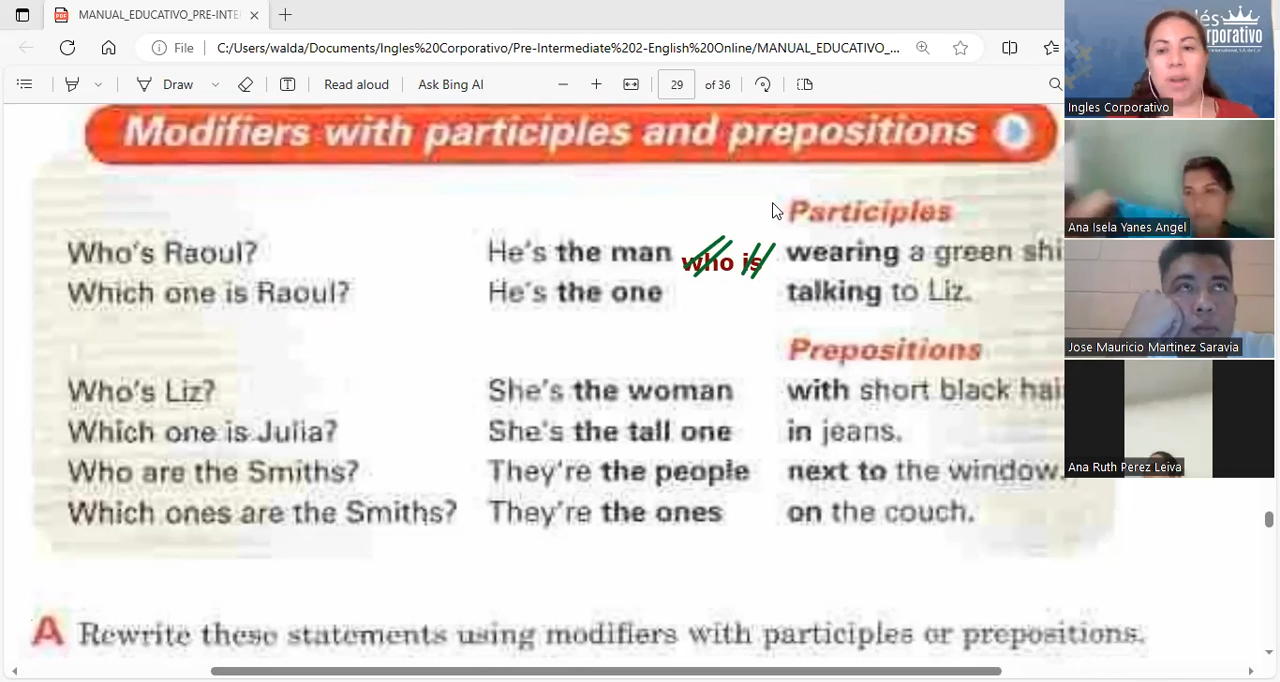 MANUAL_EDUCATIVO_PRE-INTE
File
C:/Users/walda/Documents/Ingles%20Corporativo/Pre-Intermediate%202-English%20Online/MANUAL_EDUCATIVO_...
Draw
Read aloud
Ask Bing AI
29
of 36
Modifiers with participles and prepositions
Participles
Who's Raoul? He's the man who is wearing a green shi
Which one is Raoul? He's the one talking to Liz.
Prepositions
Who's Liz? She's the woman with short black hai
Which one is Julia? She's the tall one in jeans.
Who are the Smiths? They're the people next to the window.
Which ones are the Smiths? They're the ones on the couch.
A Rewrite these statements using modifiers with participles or prepositions.
lés
rporativo
Ingles Corporativo
Ana Isela Yanes Angel
Jose Mauricio Martinez Saravia
Ana Ruth Perez Leiva